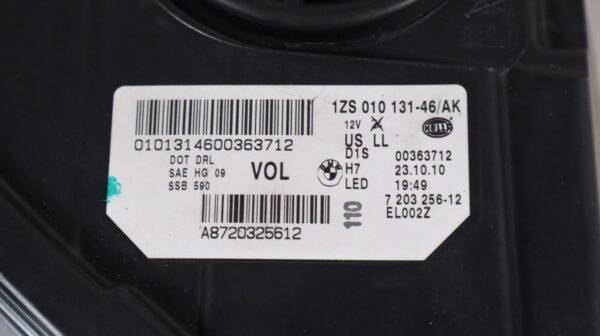 1ZS 010 131-46/AK
12V
0101314600363712
US LL
HELLA
DOT DRL
SAE HG 09
SSB 590
VOL
D1S 00363712
H7 23.10.10
LED 19:49
7 203 256-12
EL002Z
110
A8720325612